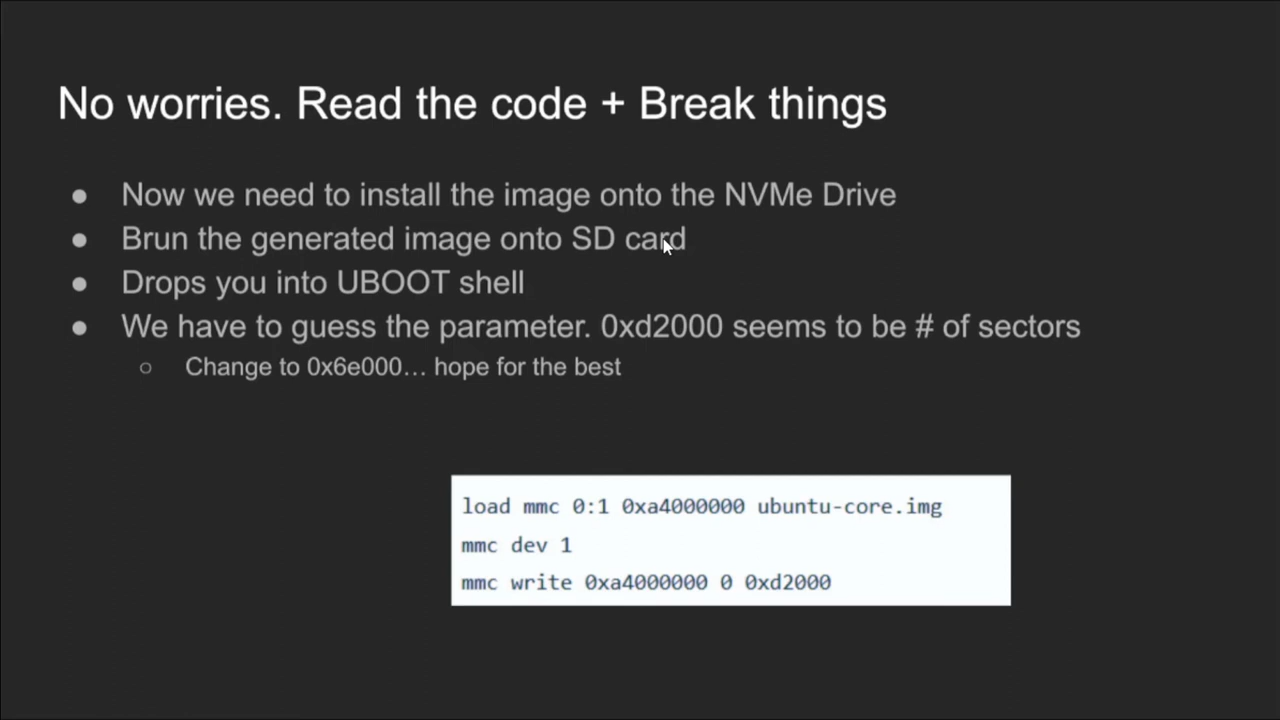 No worries. Read the code + Break things
● Now we need to install the image onto the NVMe Drive
● Brun the generated image onto SD card
● Drops you into UBOOT shell
● We have to guess the parameter. 0xd2000 seems to be # of sectors
○ Change to 0x6e000… hope for the best
load mmc 0:1 0xa4000000 ubuntu-core.img
mmc dev 1
mmc write 0xa4000000 0 0xd2000